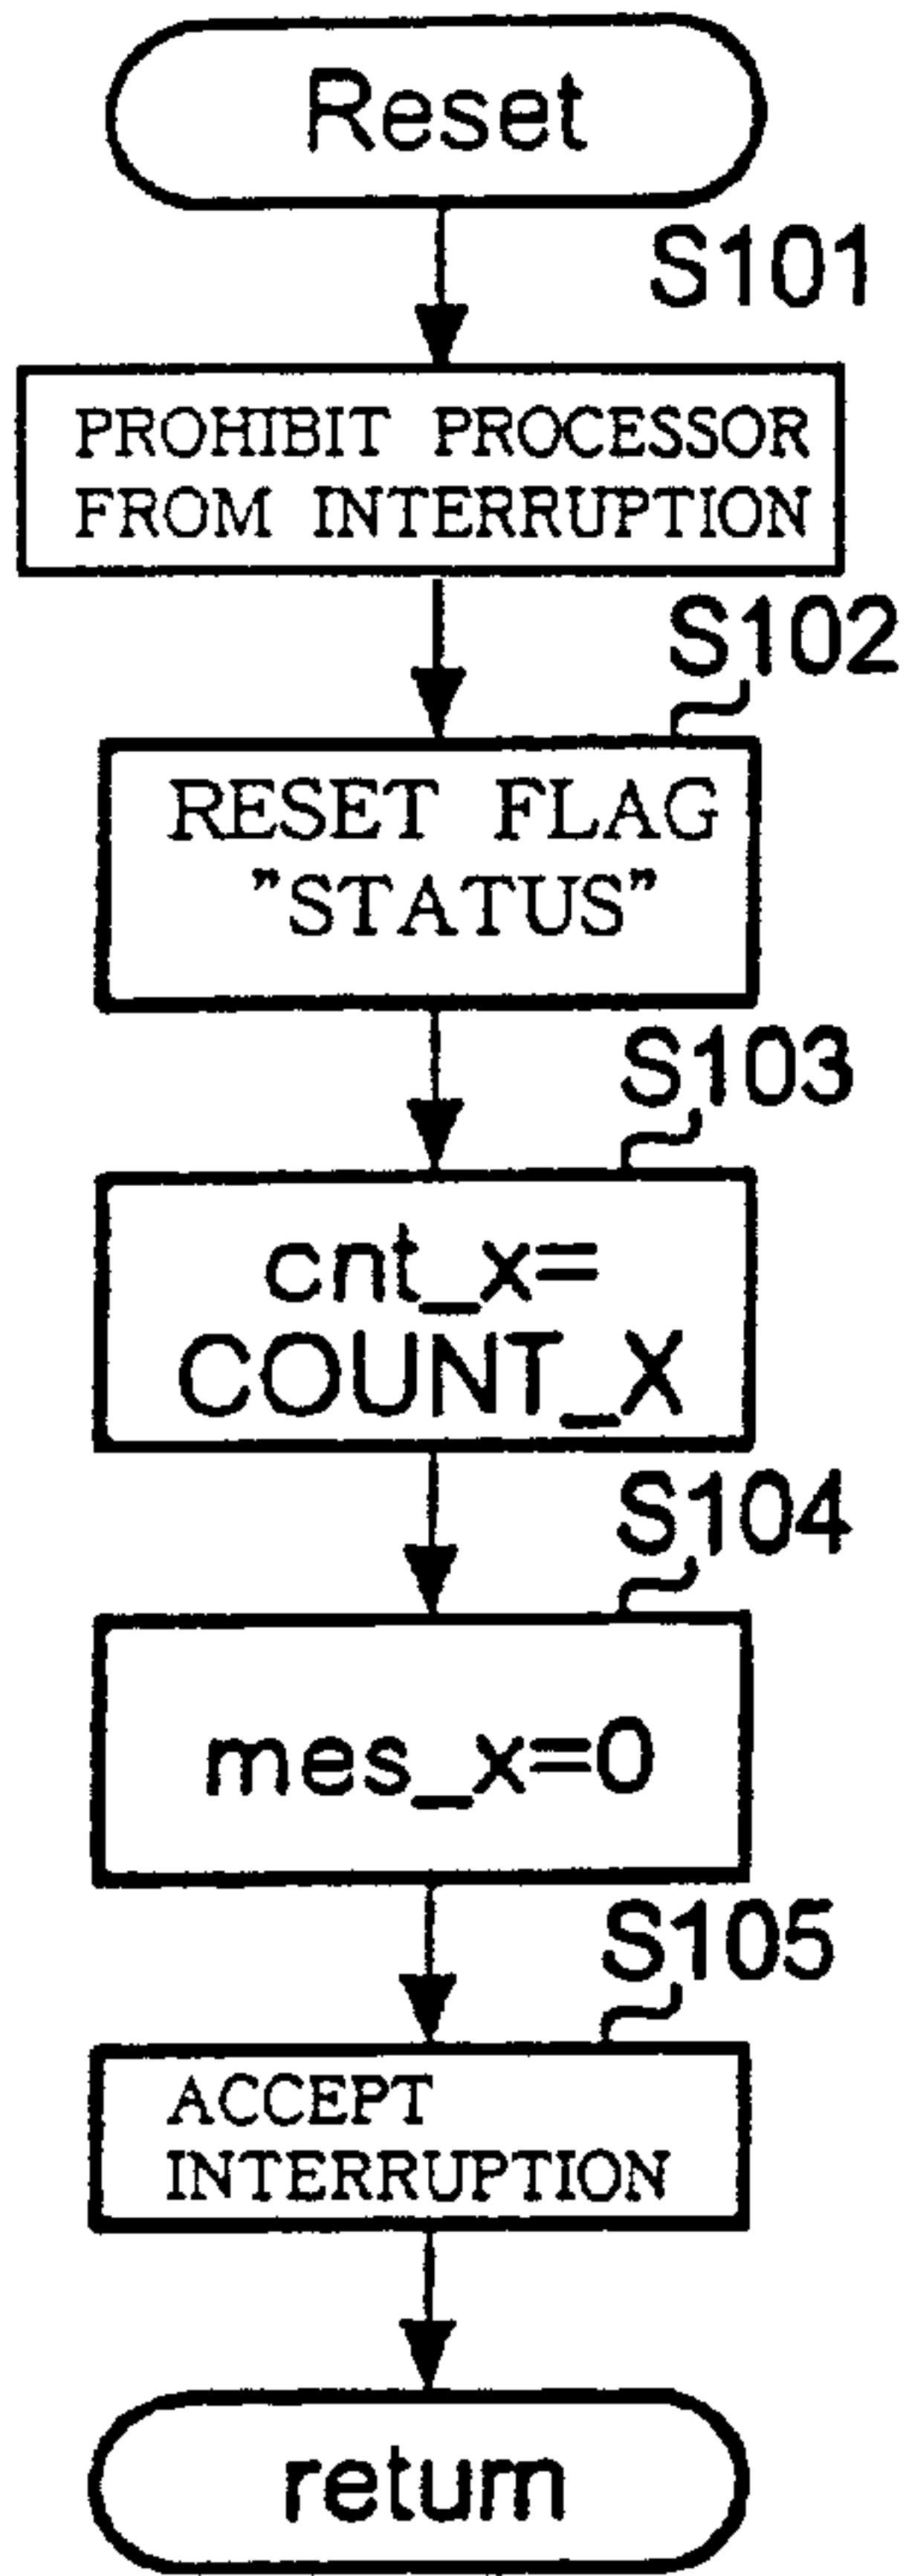 Reset
S101
PROHIBIT PROCESSOR
FROM INTERRUPTION
S102
RESET FLAG
"STATUS"
S103
cnt_x=
COUNT_X
S104
mes_x=0
S105
ACCEPT
INTERRUPTION
return